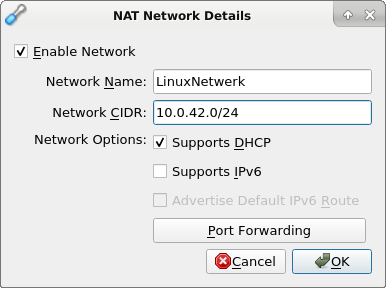 NAT Network Details
Enable Network
Network Name: LinuxNetwerk
Network CIDR: 10.0.42.0/24
Network Options: Supports DHCP
Supports IPv6
Advertise Default IPv6 Route
Port Forwarding
Cancel OK